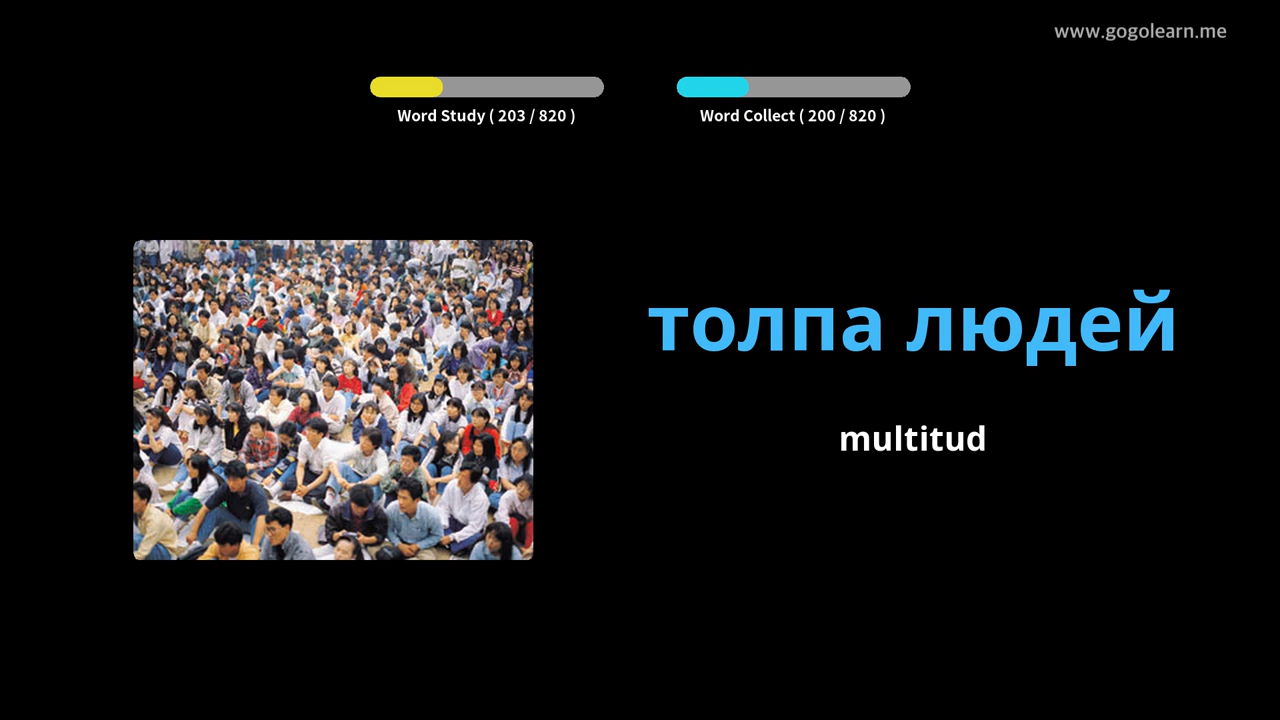 www.gogolearn.me
Word Study ( 203 / 820 )
Word Collect ( 200 / 820 )
толпа людей
multitud